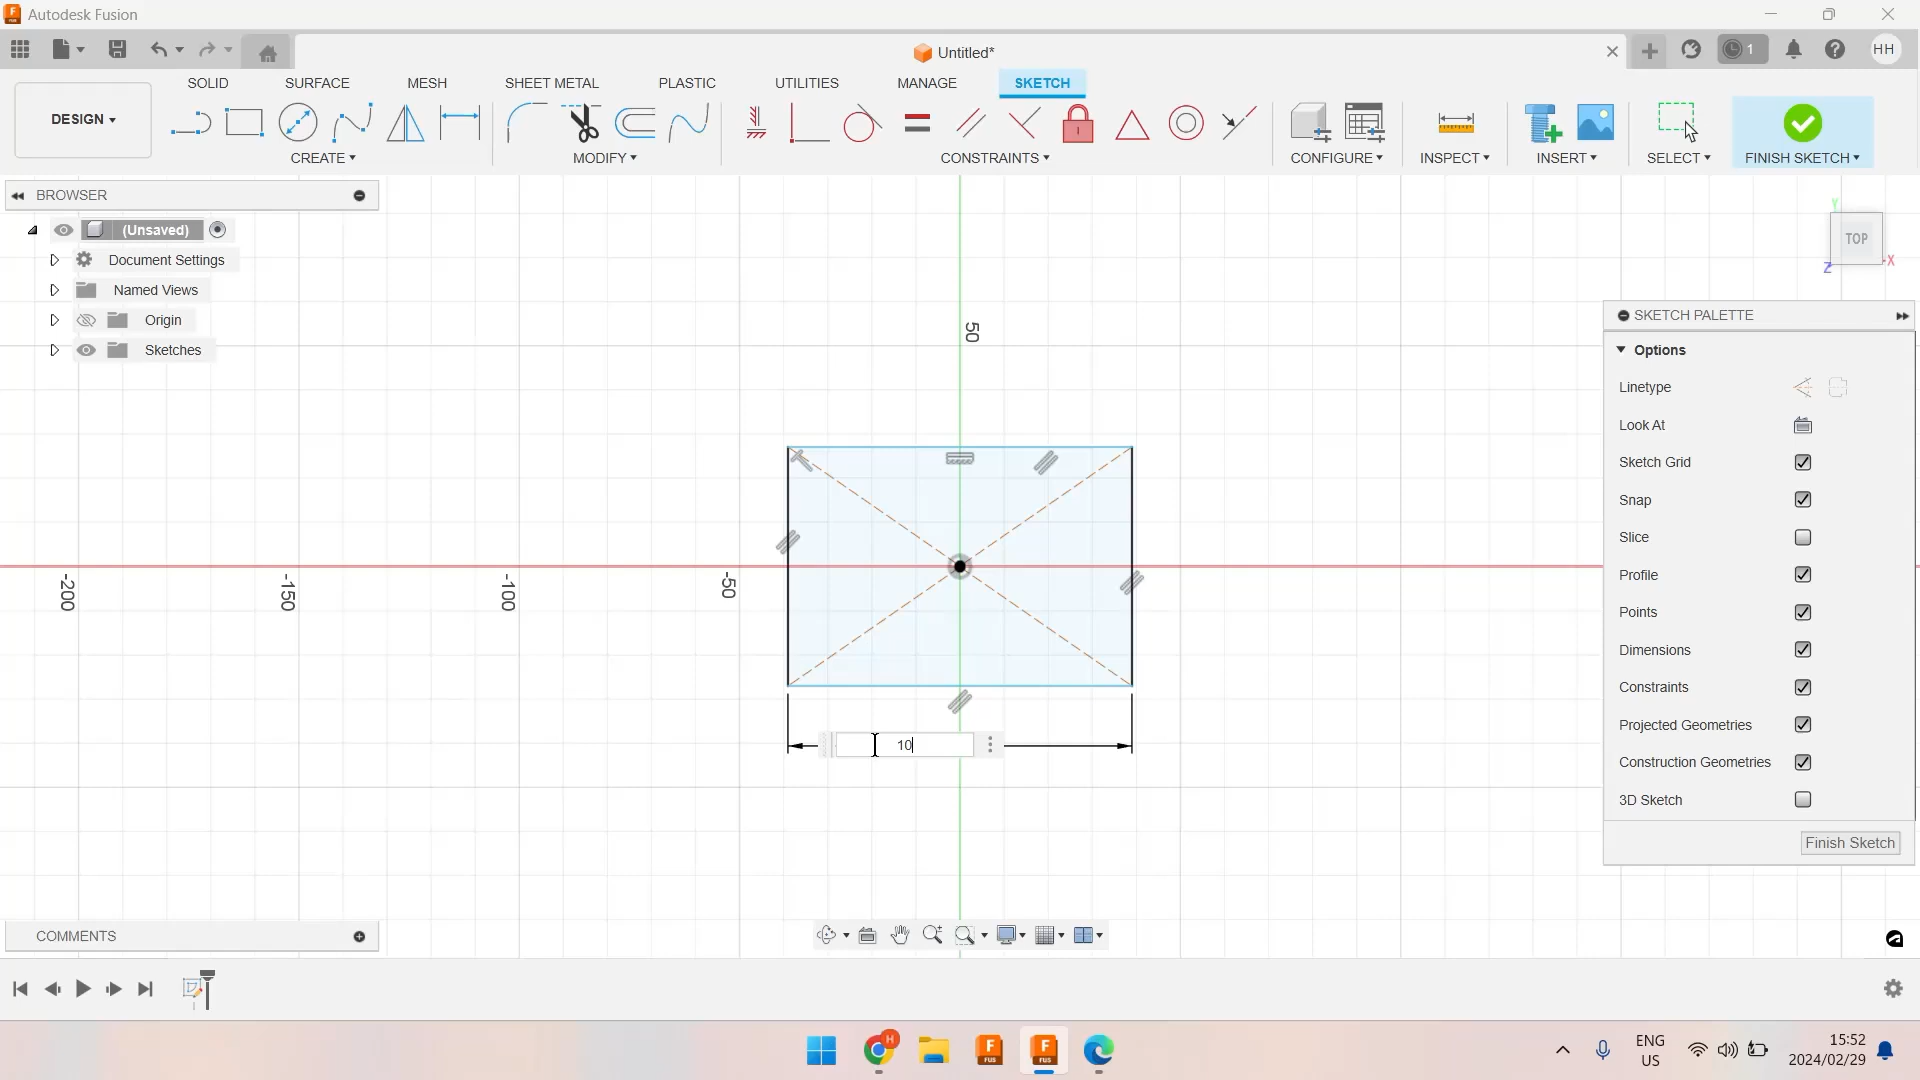 Autodesk Fusion
Untitled*
1
HH
DESIGN
SOLID
SURFACE
MESH
SHEET METAL
PLASTIC
UTILITIES
MANAGE
SKETCH
CREATE
MODIFY
CONSTRAINTS
CONFIGURE
INSPECT
INSERT
SELECT
FINISH SKETCH
BROWSER
(Unsaved)
Document Settings
Named Views
Origin
Sketches
Y
TOP
X
Z
50
-200
-150
-100
-50
10
SKETCH PALETTE
Options
Linetype
Look At
Sketch Grid
Snap
Slice
Profile
Points
Dimensions
Constraints
Projected Geometries
Construction Geometries
3D Sketch
Finish Sketch
COMMENTS
H
F
FUS
F
FUS
ENG
US
15:52
2024/02/29